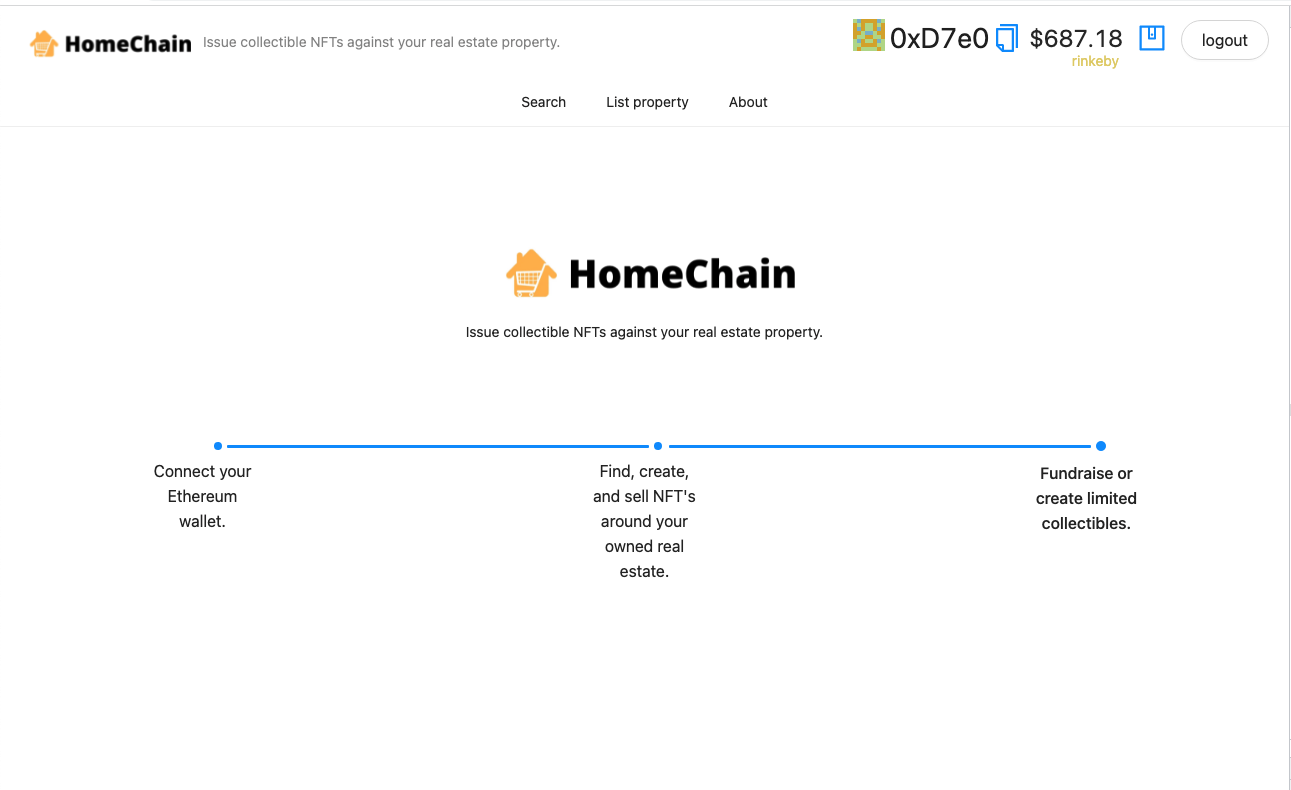 HomeChain Issue collectible NFTs against your real estate property. 0xD7e0 $687.18 logout
rinkeby
Search List property About
HomeChain
Issue collectible NFTs against your real estate property.
Connect your
Ethereum
wallet.
Find, create,
and sell NFT's
around your
owned real
estate.
Fundraise or
create limited
collectibles.